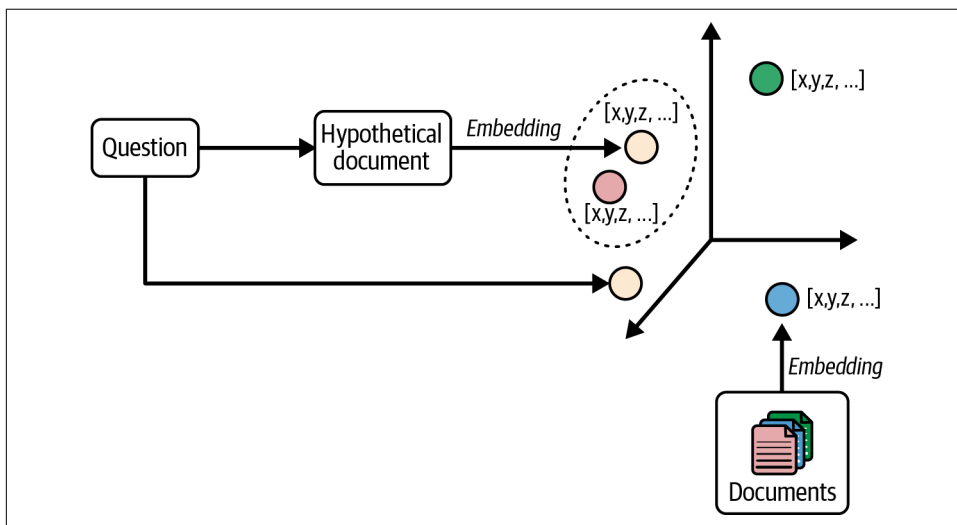 [x,y,z, ...]
[x,y,z, ...]
Embedding
Question
Hypothetical
document
[x,y,z, ...]
[x,y,z, ...]
Embedding
Documents